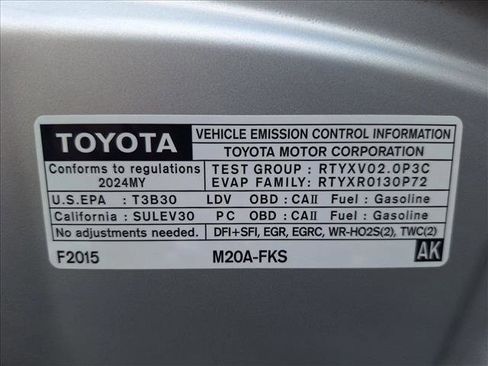 TOYOTA VEHICLE EMISSION CONTROL INFORMATION
TOYOTA MOTOR CORPORATION
Conforms to regulations TEST GROUP : RTYXV02.0P3C
2024MY EVAP FAMILY: RTYXR0130P72
U.S.EPA : T3B30 LDV OBD : CAII Fuel : Gasoline
California : SULEV30 PC OBD : CAII Fuel : Gasoline
No adjustments needed. DFI+SFI, EGR, EGRC, WR-HO2S(2), TWC(2)
F2015 M20A-FKS AK